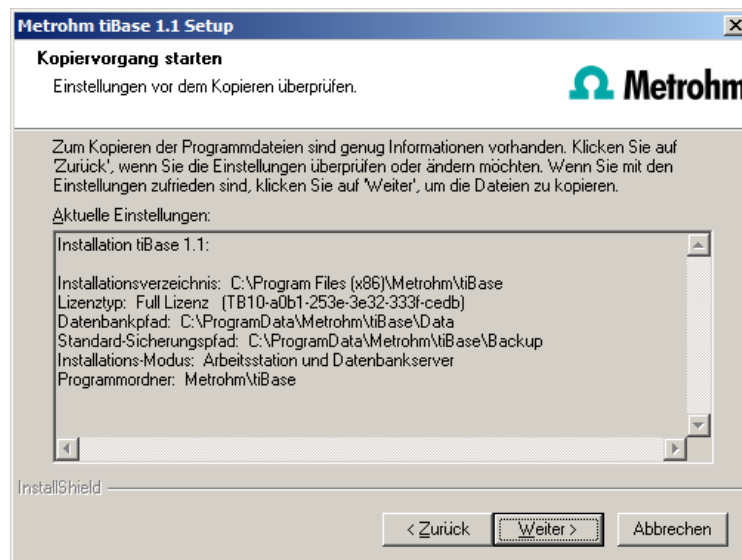 Metrohm tiBase 1.1 Setup
Kopiervorgang starten
Einstellungen vor dem Kopieren überprüfen.
Metrohm
Zum Kopieren der Programmdateien sind genug Informationen vorhanden. Klicken Sie auf
'Zurück', wenn Sie die Einstellungen überprüfen oder ändern möchten. Wenn Sie mit den
Einstellungen zufrieden sind, klicken Sie auf 'Weiter', um die Dateien zu kopieren.
Aktuelle Einstellungen:
Installation tiBase 1.1:
Installationsverzeichnis: C:\Program Files (x86)\Metrohm\tiBase
Lizenztyp: Full Lizenz (TB10-a0b1-253e-3e32-333f-cedb)
Datenbankpfad: C:\ProgramData\Metrohm\tiBase\Data
Standard-Sicherungspfad: C:\ProgramData\Metrohm\tiBase\Backup
Installations-Modus: Arbeitsstation und Datenbankserver
Programmordner: Metrohm\tiBase
InstallShield
< Zurück Weiter > Abbrechen